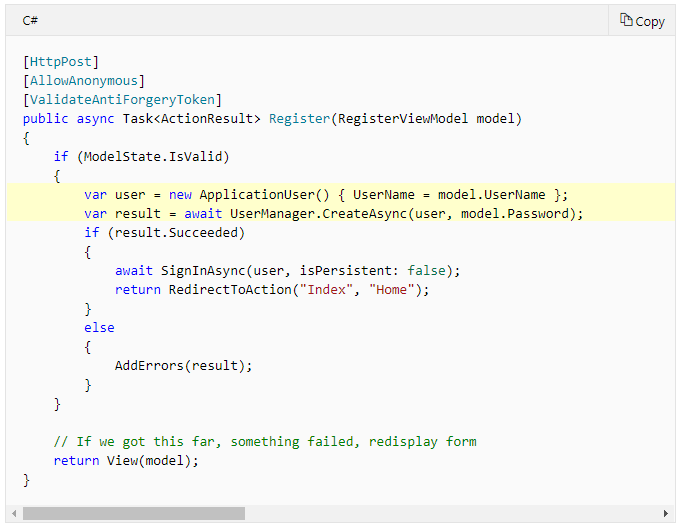 C#
Copy
[HttpPost]
[AllowAnonymous]
[ValidateAntiForgeryToken]
public async Task<ActionResult> Register(RegisterViewModel model)
{
    if (ModelState.IsValid)
    {
        var user = new ApplicationUser() { UserName = model.UserName };
        var result = await UserManager.CreateAsync(user, model.Password);
        if (result.Succeeded)
        {
            await SignInAsync(user, isPersistent: false);
            return RedirectToAction("Index", "Home");
        }
        else
        {
            AddErrors(result);
        }
    }

    // If we got this far, something failed, redisplay form
    return View(model);
}